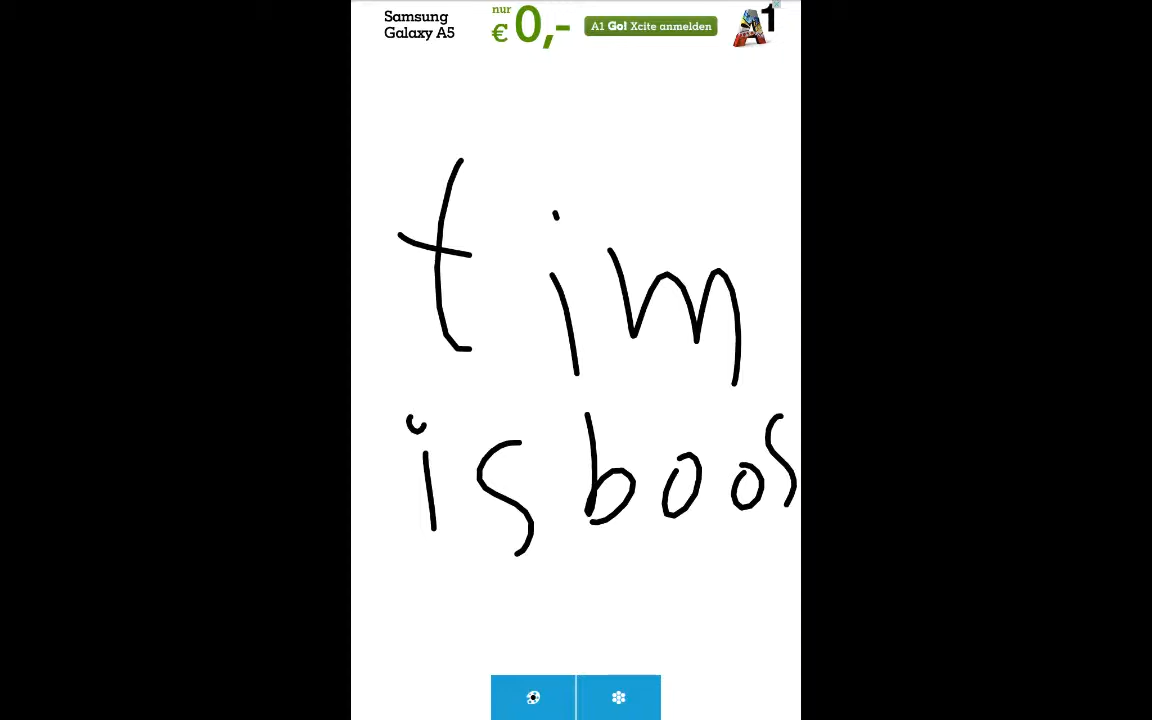 Samsung
Galaxy A5
nur
€ 0,-
A1 Go! Xcite anmelden
A1
tim
is boos